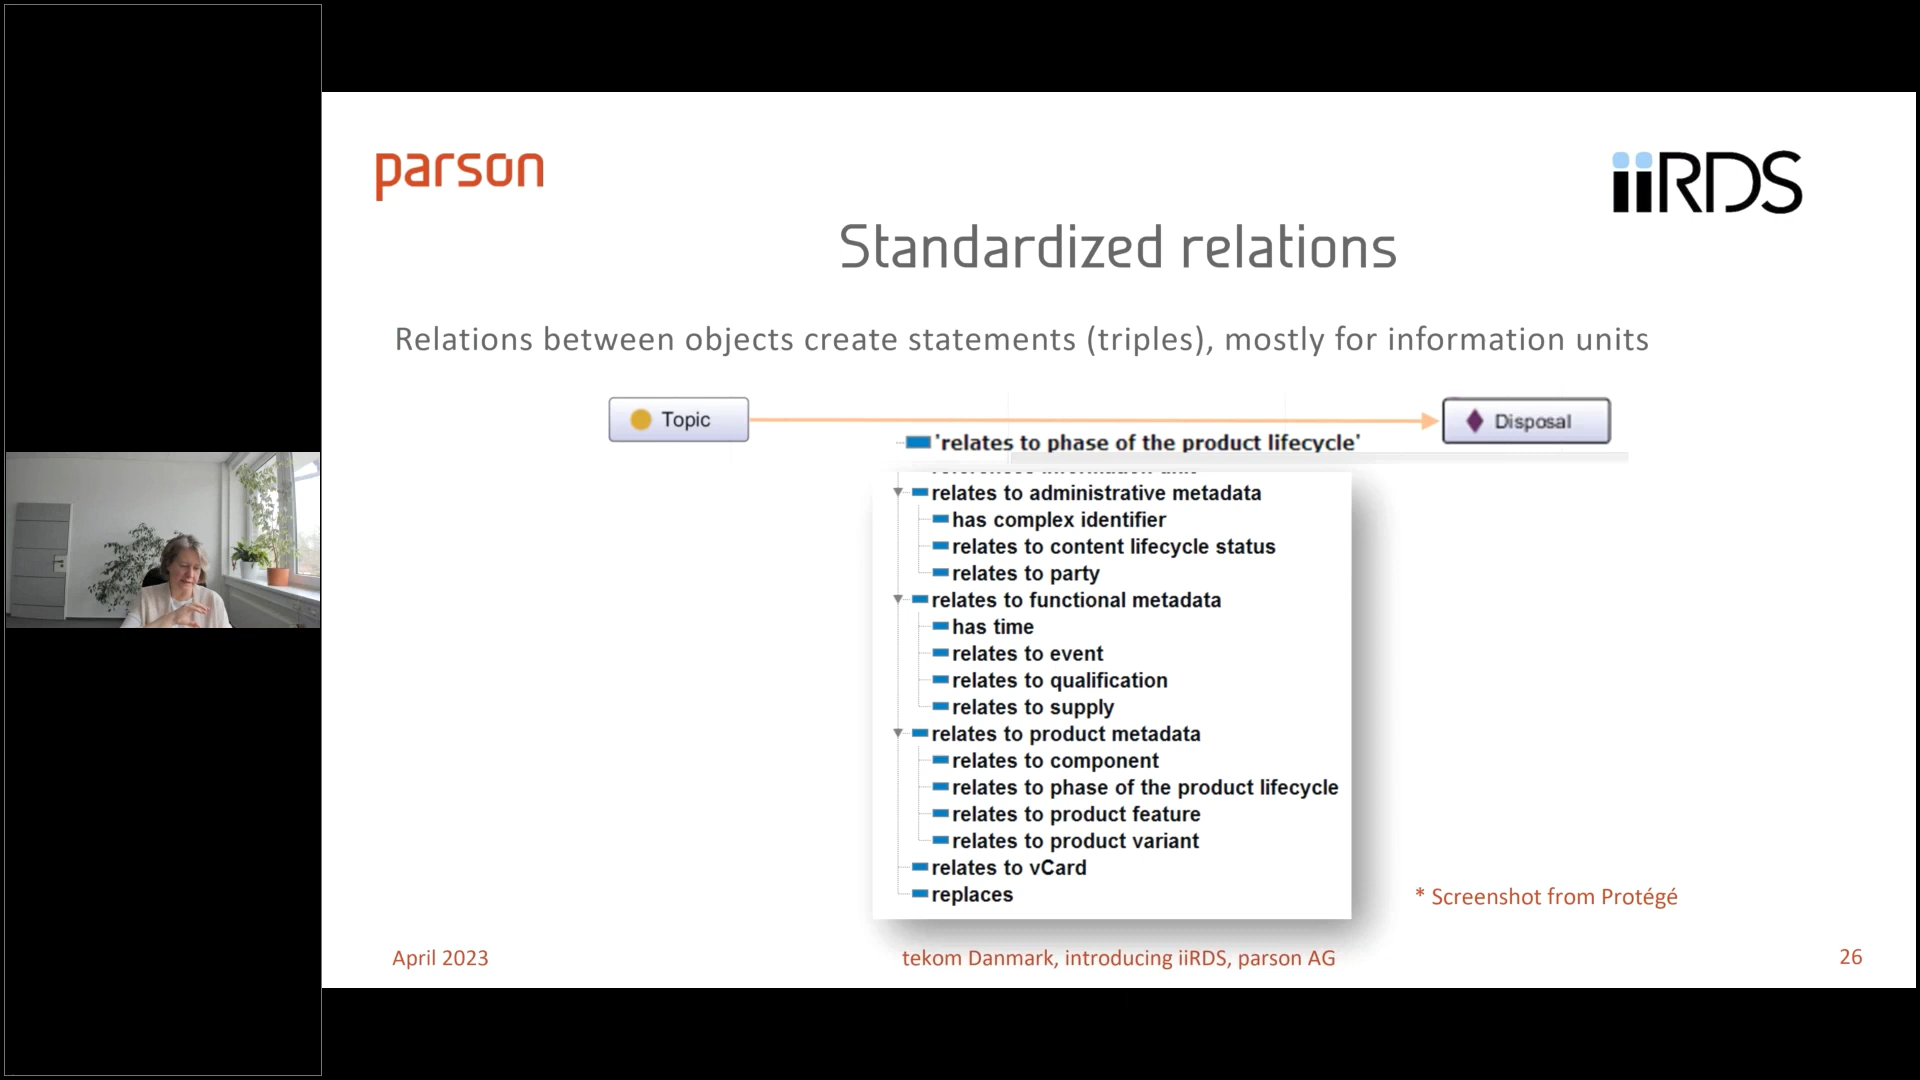 parson
iiRDS
Standardized relations
Relations between objects create statements (triples), mostly for information units
Topic
Disposal
'relates to phase of the product lifecycle'
relates to administrative metadata
has complex identifier
relates to content lifecycle status
relates to party
relates to functional metadata
has time
relates to event
relates to qualification
relates to supply
relates to product metadata
relates to component
relates to phase of the product lifecycle
relates to product feature
relates to product variant
relates to vCard
replaces
* Screenshot from Protégé
April 2023
tekom Danmark, introducing iiRDS, parson AG
26